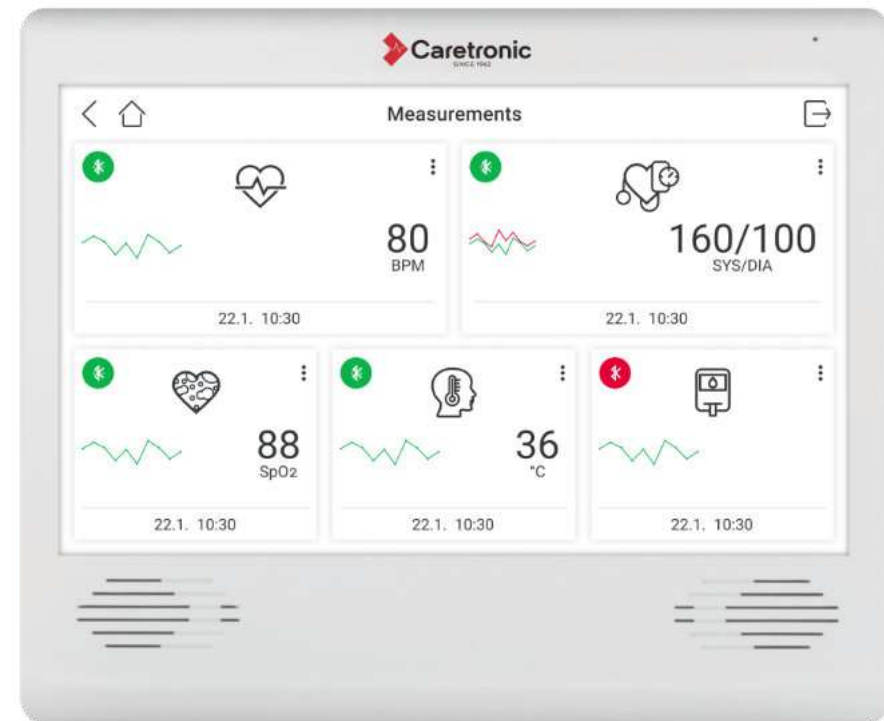 Caretronic
SINCE 1962
Measurements
80
BPM
22.1. 10:30
160/100
SYS/DIA
22.1. 10:30
88
SpO2
22.1. 10:30
36
°C
22.1. 10:30
22.1. 10:30